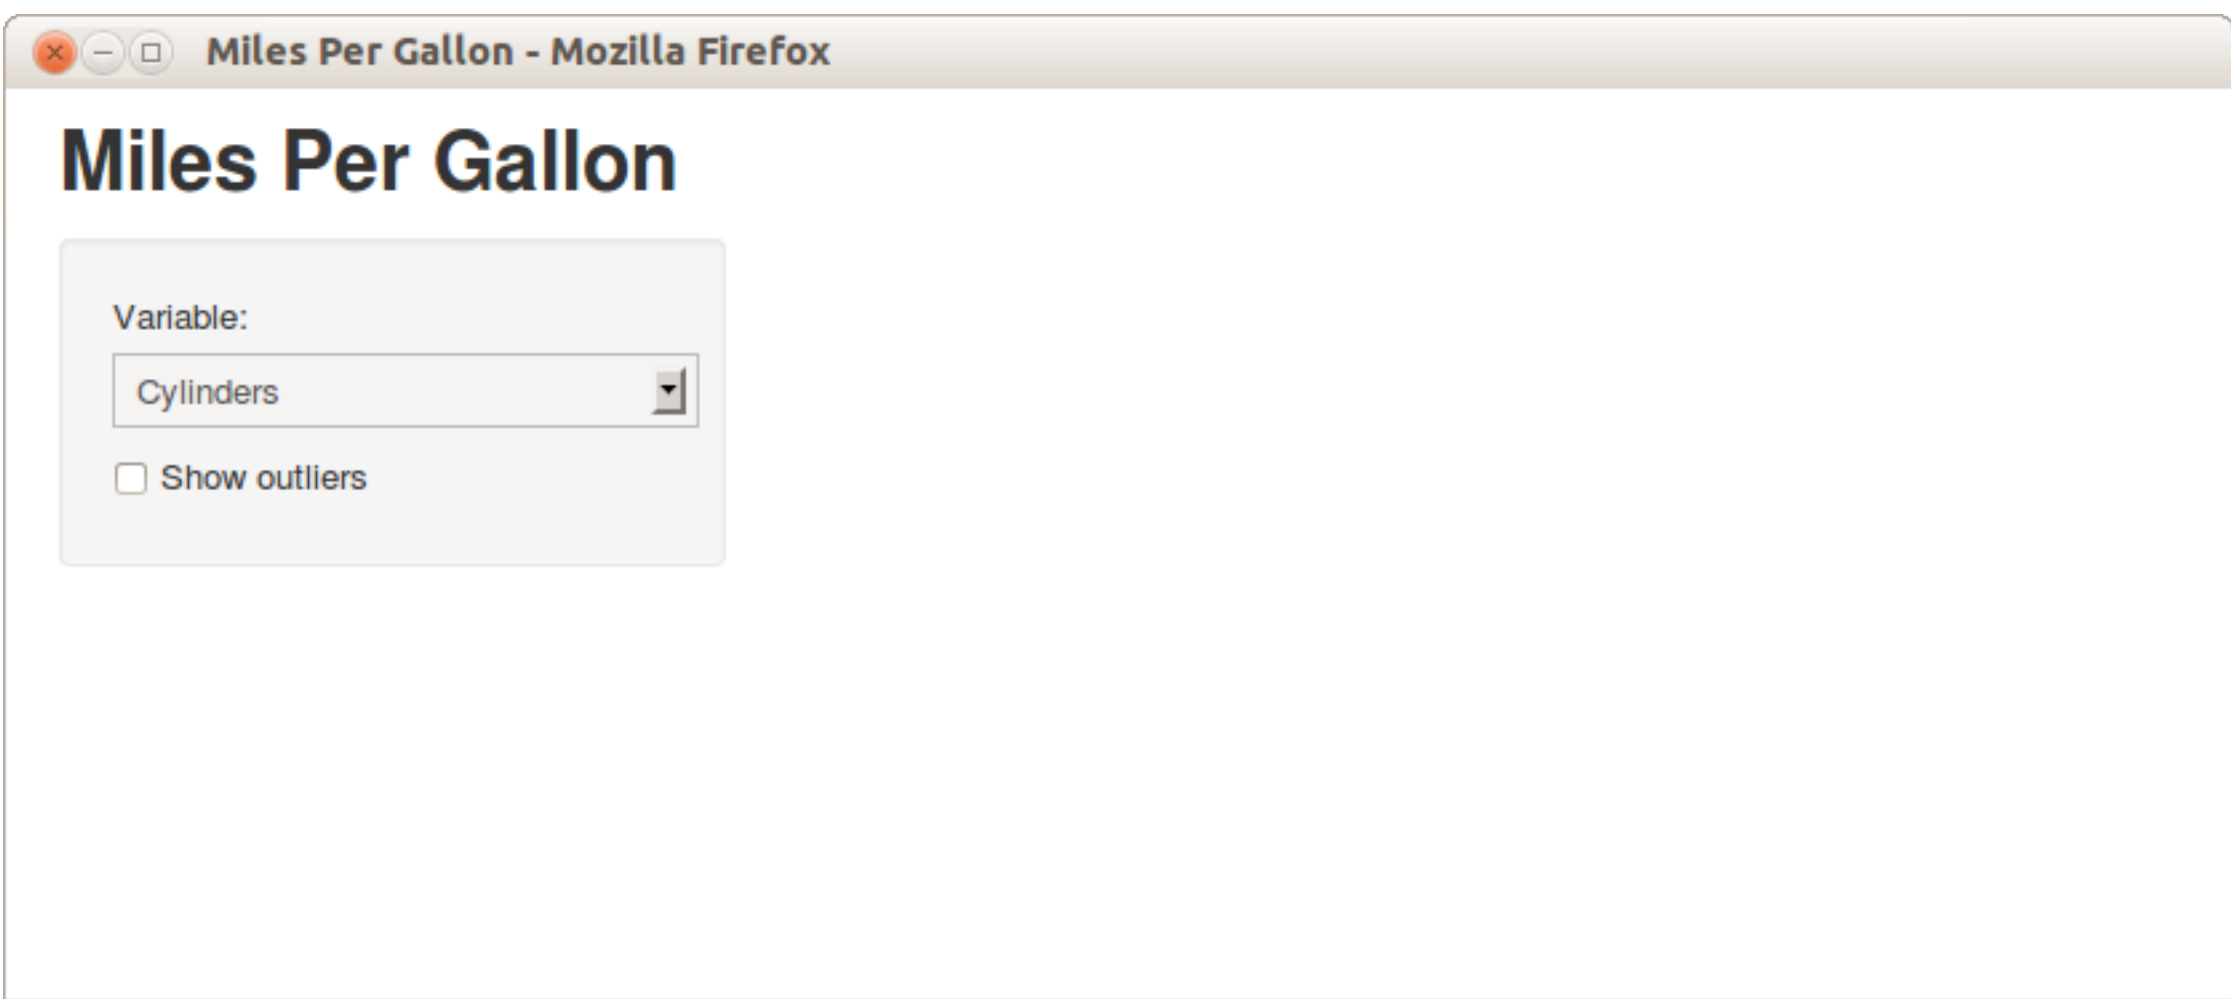 Miles Per Gallon - Mozilla Firefox
Miles Per Gallon
Variable:
Cylinders
Show outliers